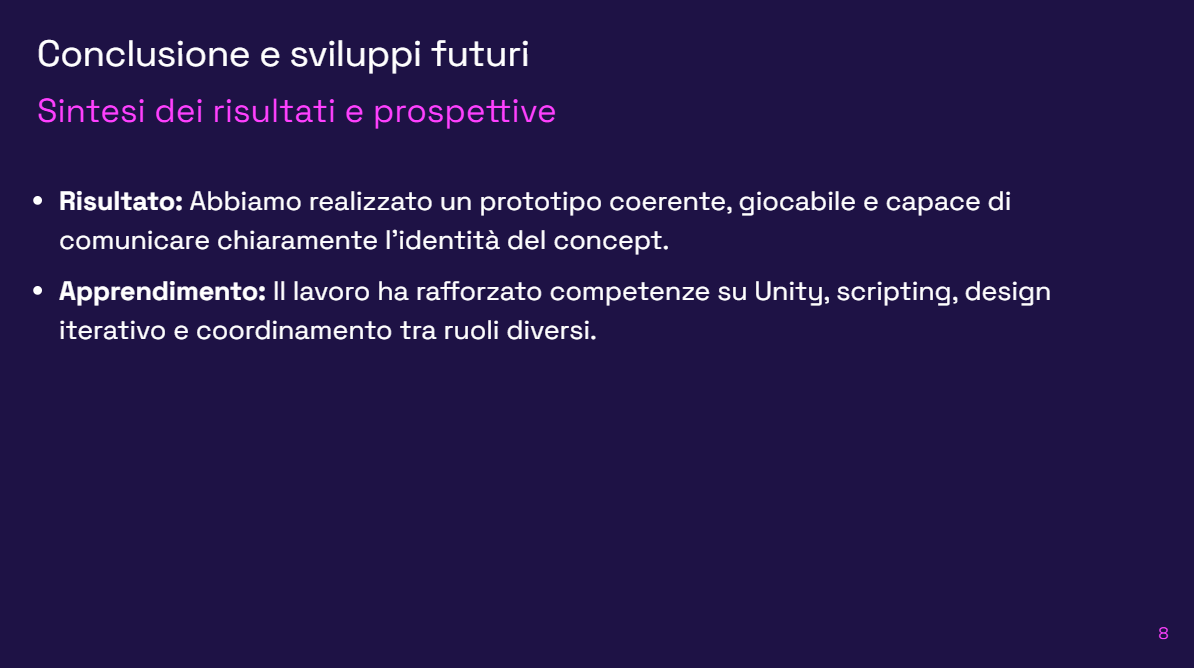 Conclusione e sviluppi futuri
Sintesi dei risultati e prospettive
• Risultato: Abbiamo realizzato un prototipo coerente, giocabile e capace di
comunicare chiaramente l’identità del concept.
• Apprendimento: Il lavoro ha rafforzato competenze su Unity, scripting, design
iterativo e coordinamento tra ruoli diversi.
8